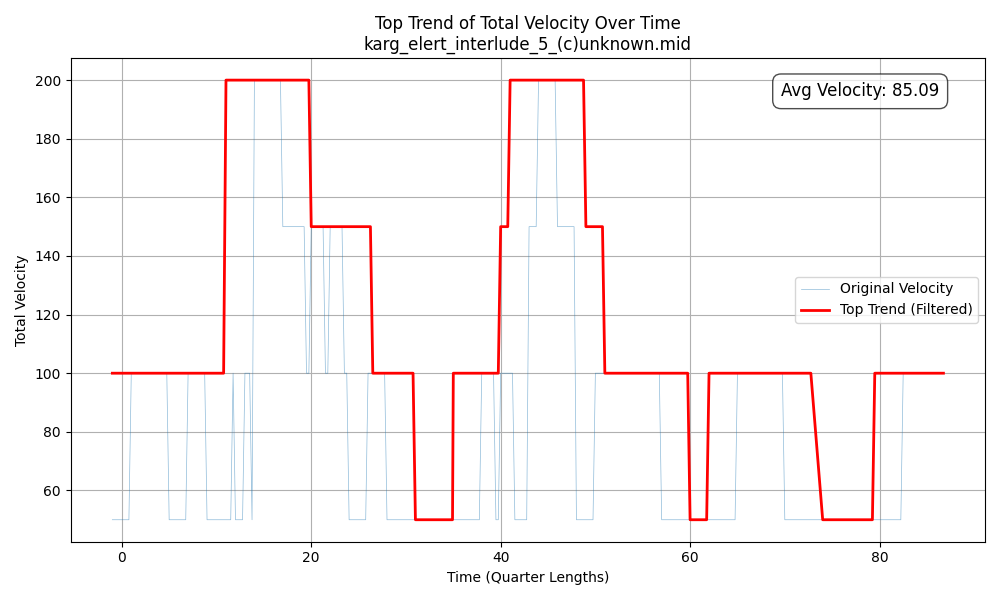 Top Trend of Total Velocity Over Time
karg_elert_interlude_5_(c)unknown.mid
Avg Velocity: 85.09
Total Velocity
200
180
160
140
120
100
80
60
Original Velocity
Top Trend (Filtered)
0 20 40 60 80
Time (Quarter Lengths)